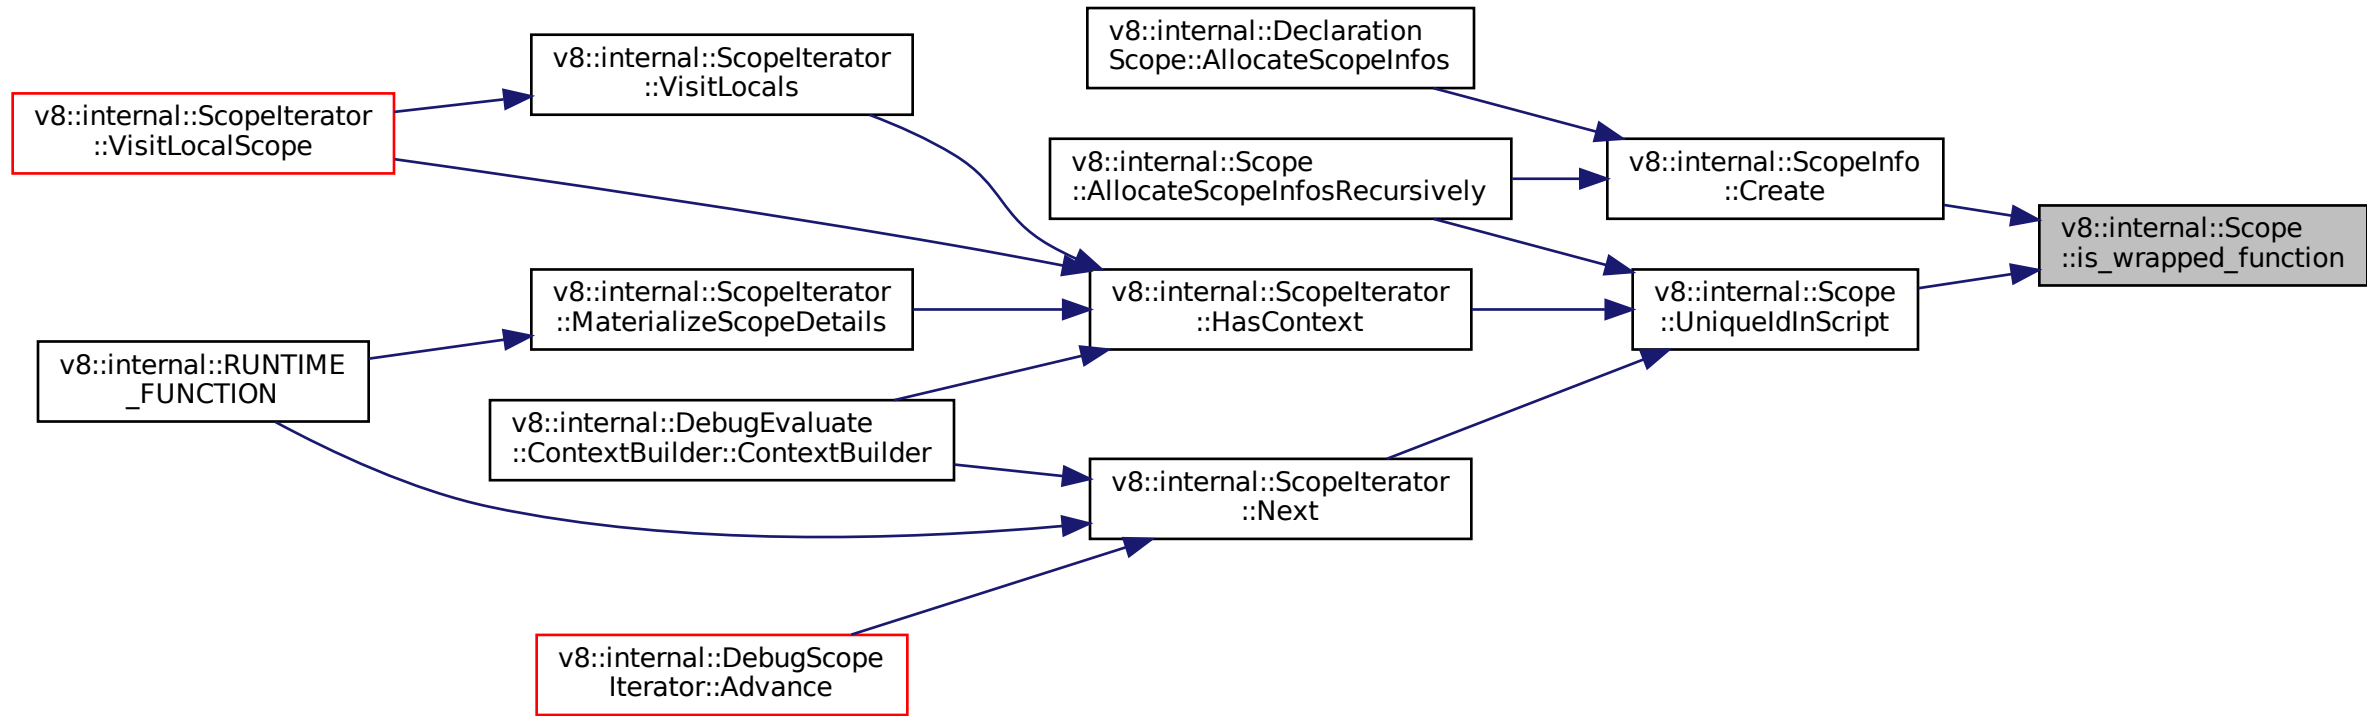 v8::internal::Declaration
Scope::AllocateScopeInfos
v8::internal::ScopeIterator
::VisitLocals
v8::internal::ScopeIterator
::VisitLocalScope
v8::internal::Scope
::AllocateScopeInfosRecursively
v8::internal::ScopeInfo
::Create
v8::internal::Scope
::is_wrapped_function
v8::internal::ScopeIterator
::MaterializeScopeDetails
v8::internal::ScopeIterator
::HasContext
v8::internal::Scope
::UniqueIdInScript
v8::internal::RUNTIME
_FUNCTION
v8::internal::DebugEvaluate
::ContextBuilder::ContextBuilder
v8::internal::ScopeIterator
::Next
v8::internal::DebugScope
Iterator::Advance